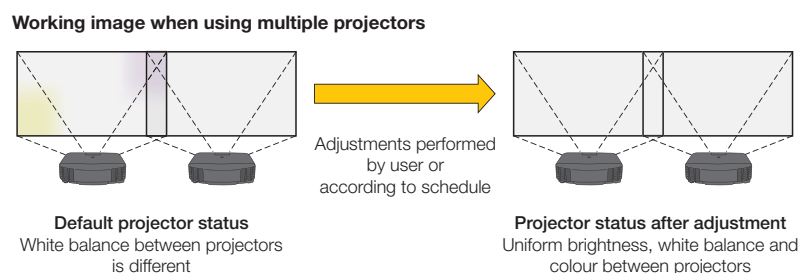 Working image when using multiple projectors
Adjustments performed
by user or
according to schedule
Default projector status
White balance between projectors
is different
Projector status after adjustment
Uniform brightness, white balance and
colour between projectors